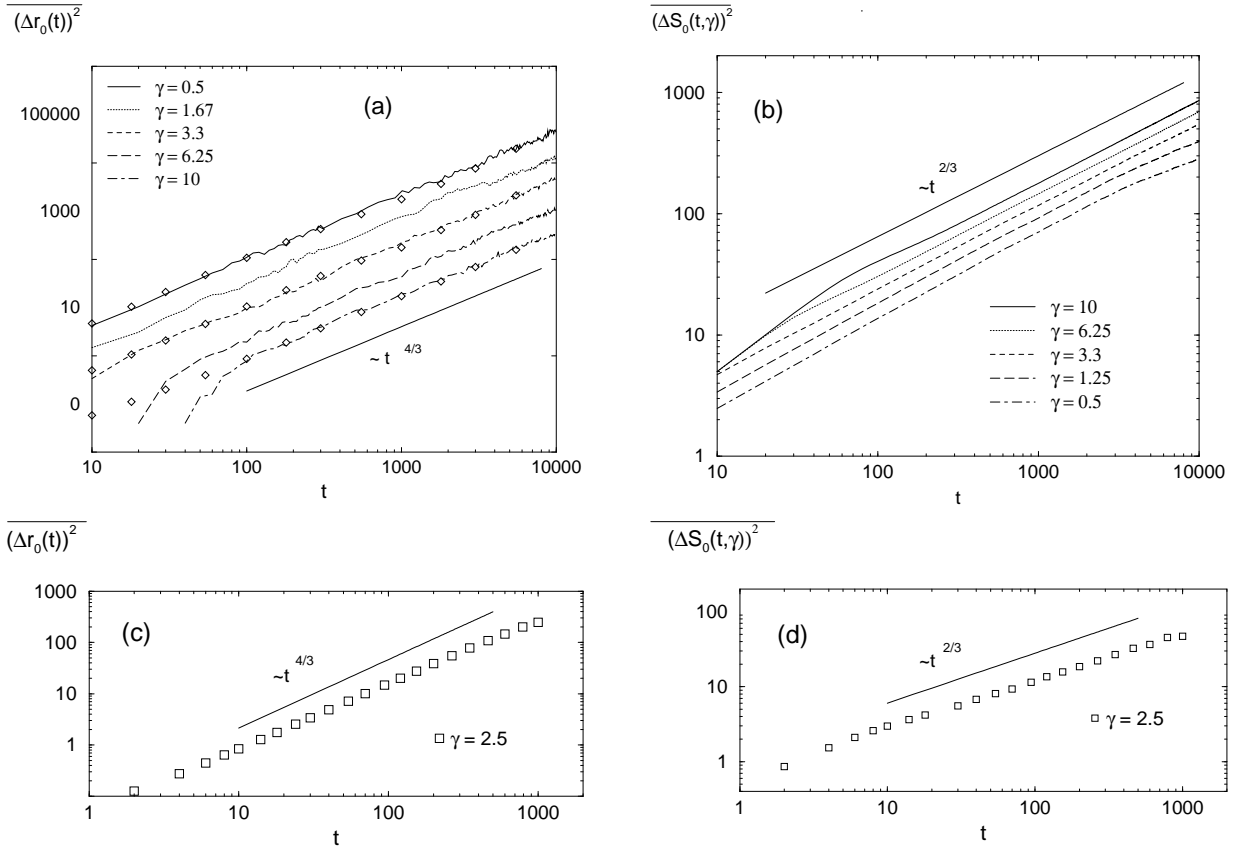 (Δr₀(t))²
(ΔS₀(t,γ))²
γ = 0.5
γ = 1.67
γ = 3.3
γ = 6.25
γ = 10
(a)
100000
1000
10
0
~ t 4/3
10 100 1000 10000
t
(b)
1000
100
10
1
~t 2/3
γ = 10
γ = 6.25
γ = 3.3
γ = 1.25
γ = 0.5
10 100 1000 10000
t
(Δr₀(t))²
(ΔS₀(t,γ))²
(c)
1000
100
10
1
~t 4/3
γ = 2.5
1 10 100 1000
t
(d)
100
10
1
~t 2/3
γ = 2.5
1 10 100 1000
t